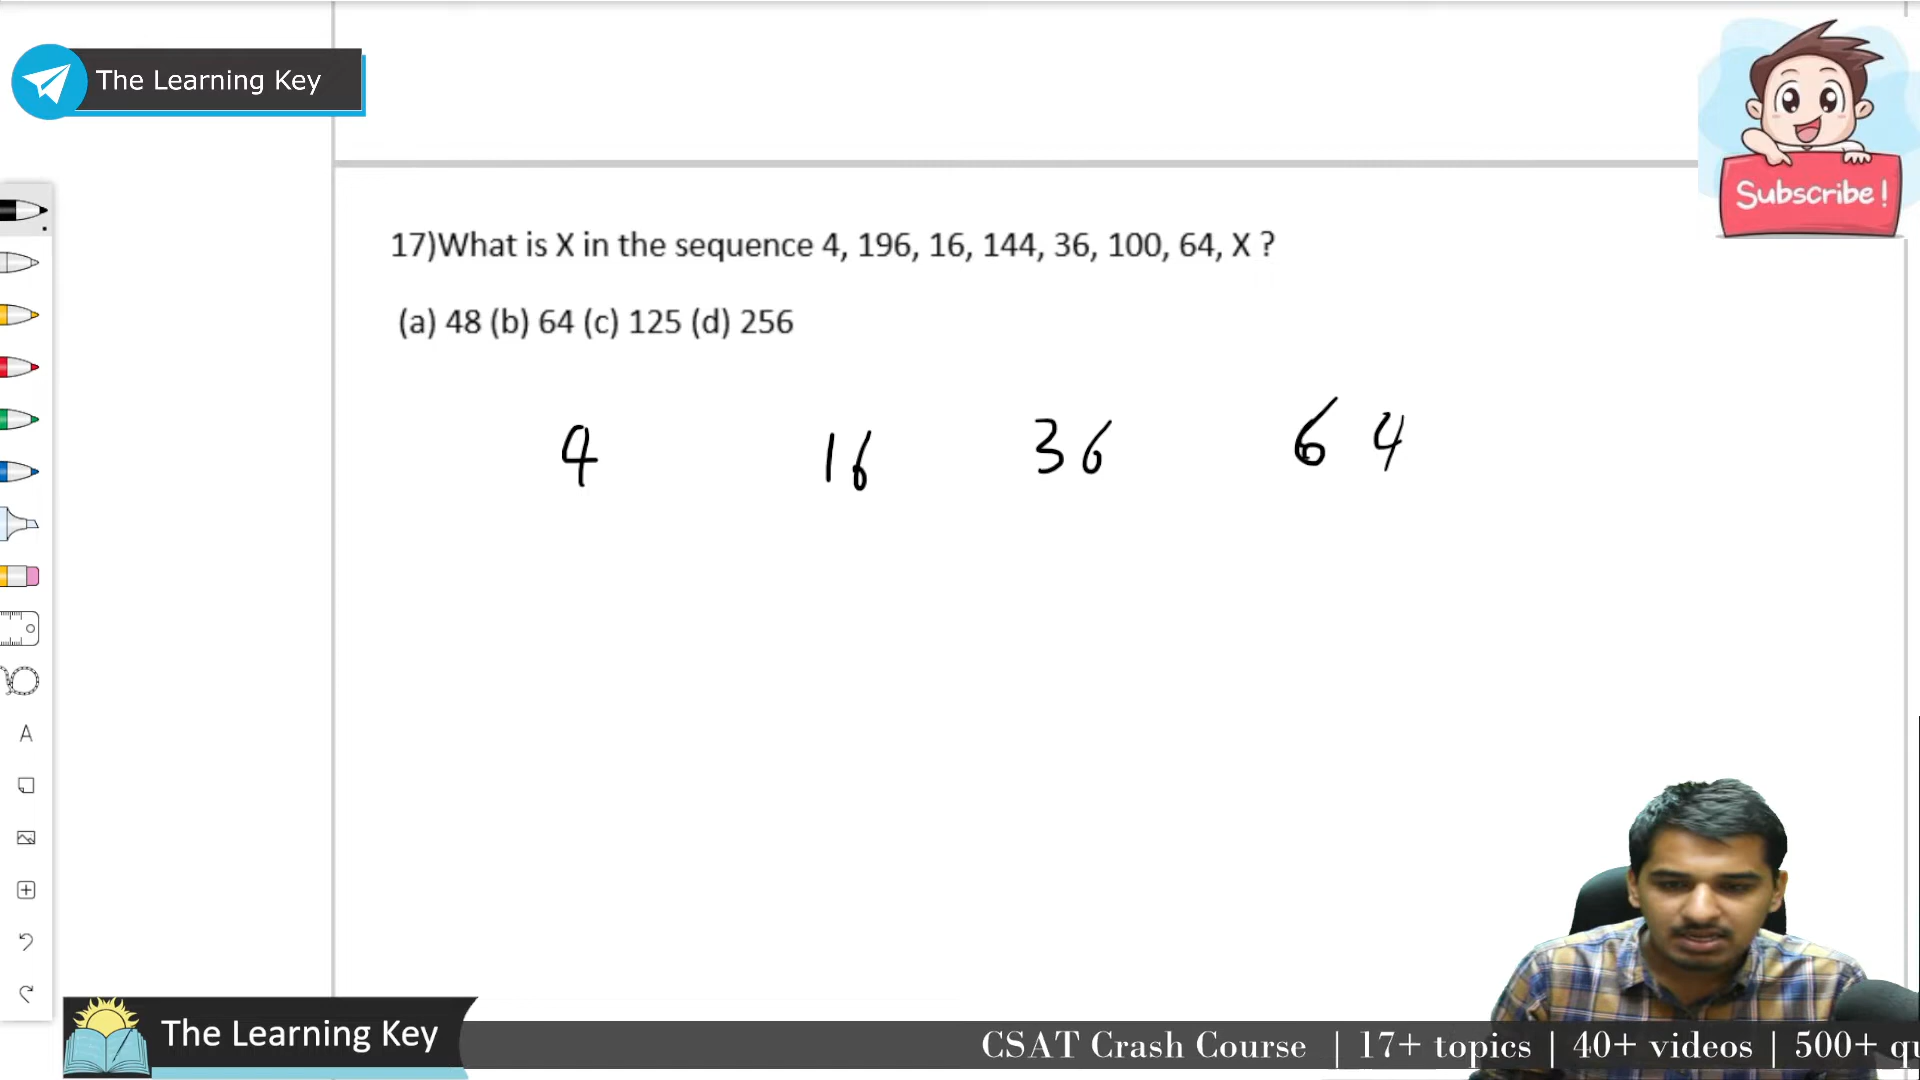 The Learning Key
Subscribe!
17)What is X in the sequence 4, 196, 16, 144, 36, 100, 64, X ?
(a) 48 (b) 64 (c) 125 (d) 256
4 16 36 64
A
The Learning Key
CSAT Crash Course | 17+ topics | 40+ videos | 500+